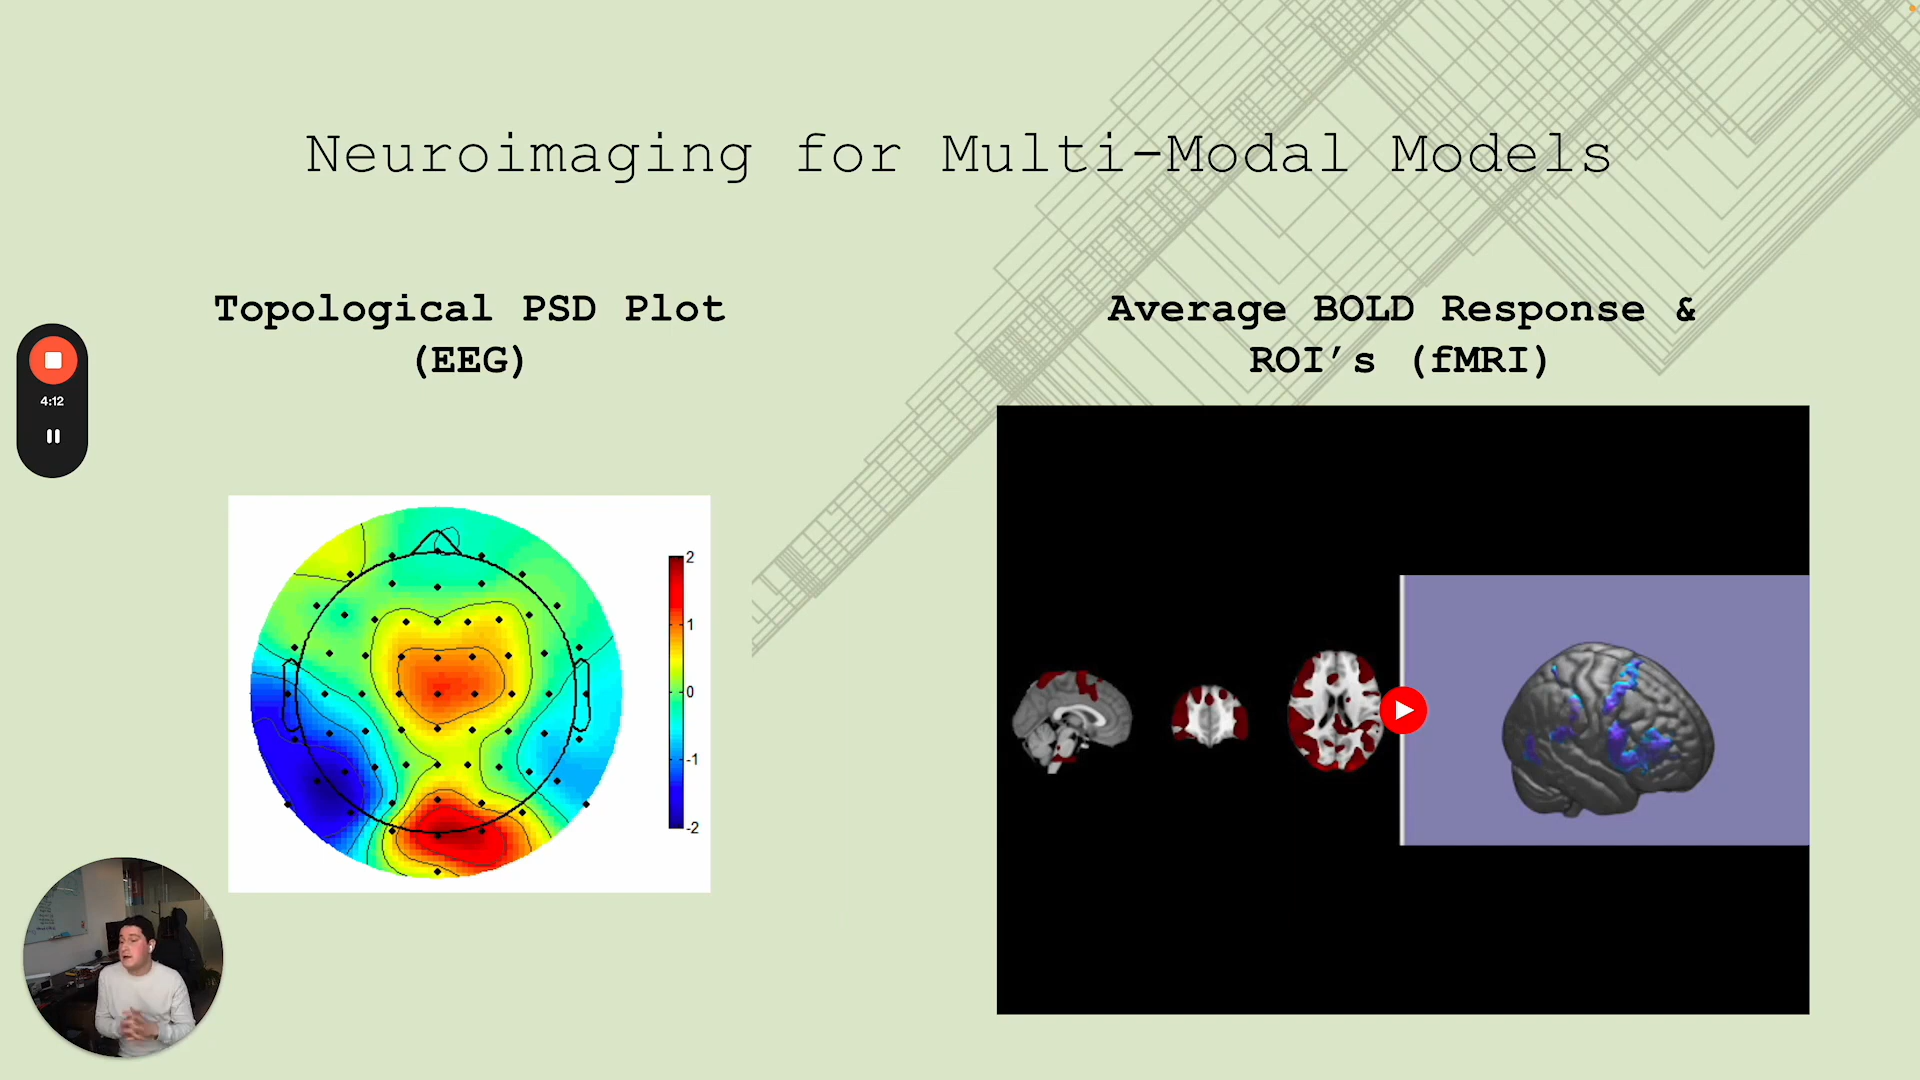 Neuroimaging for Multi-Modal Models
Topological PSD Plot
(EEG)
Average BOLD Response &
ROI’s (fMRI)
4:12
2
1
0
-1
-2